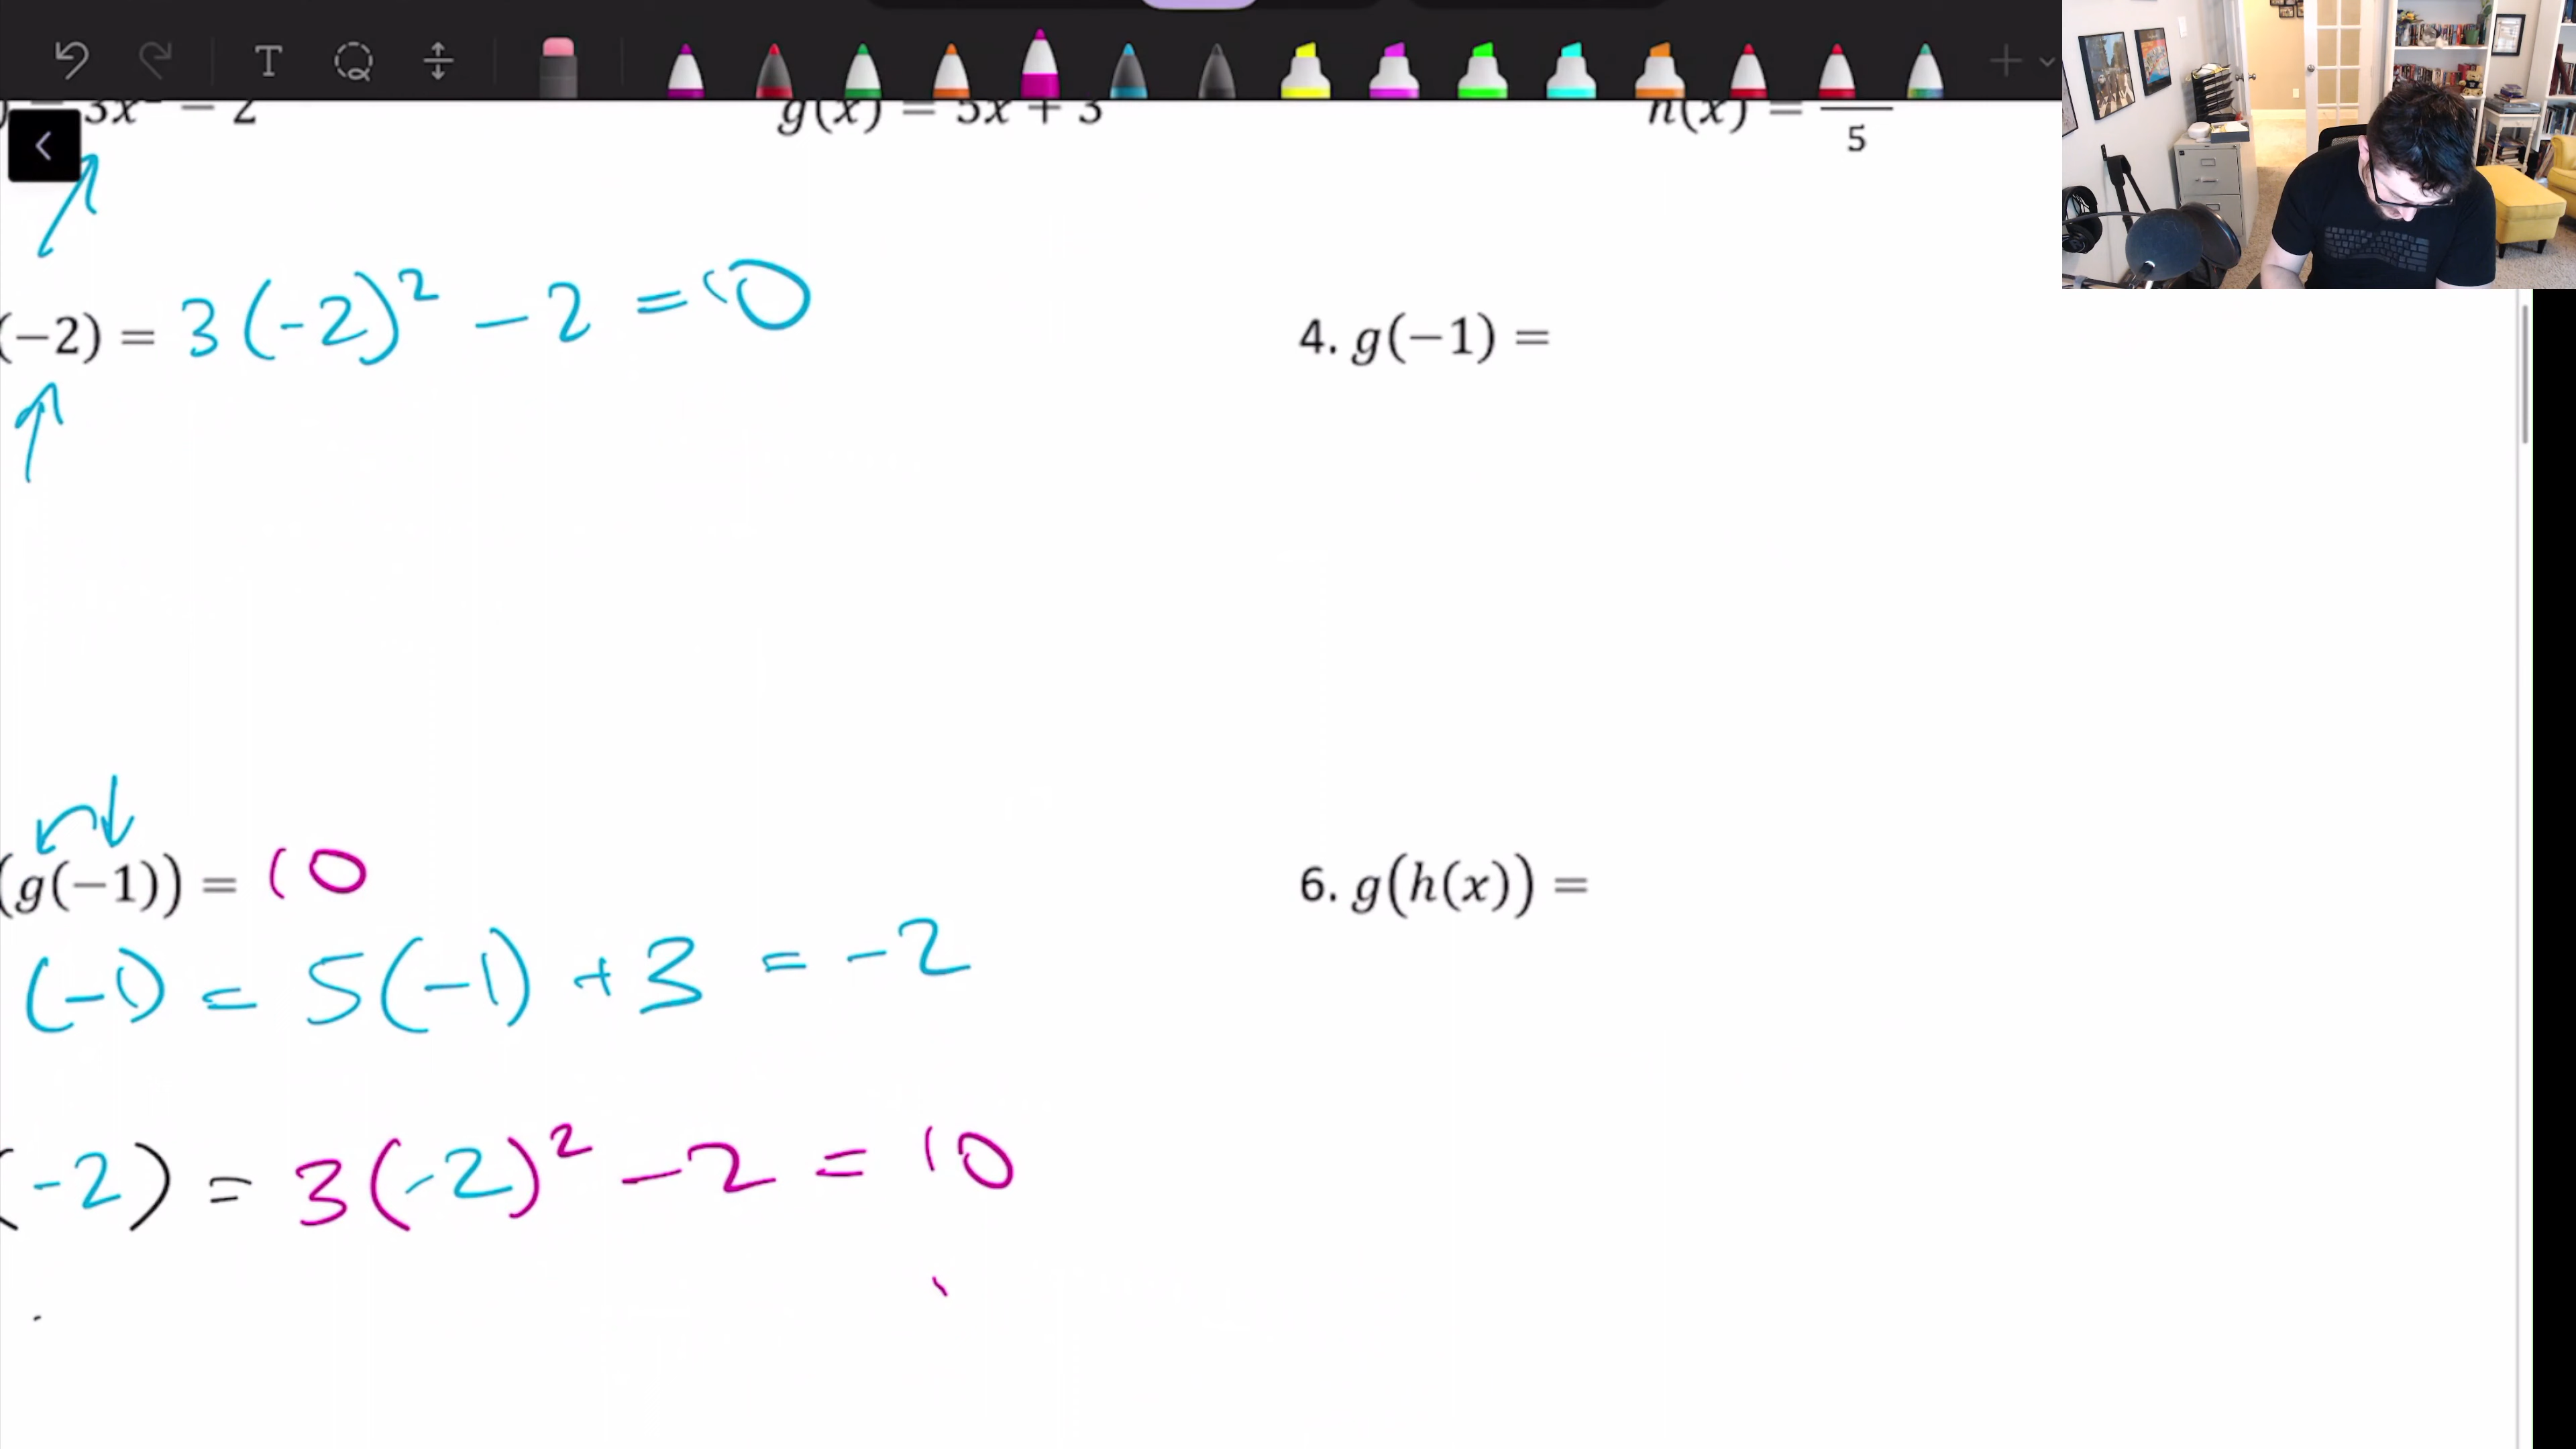 3x² − 2
g(x) = 5x + 3
h(x) = 
5
(−2) = 3(-2)² - 2 = 10
4. g(−1) =
(g(−1)) = 10
6. g(h(x)) =
(-1) = 5(-1) + 3 = -2
(-2) = 3(-2)² - 2 = 10